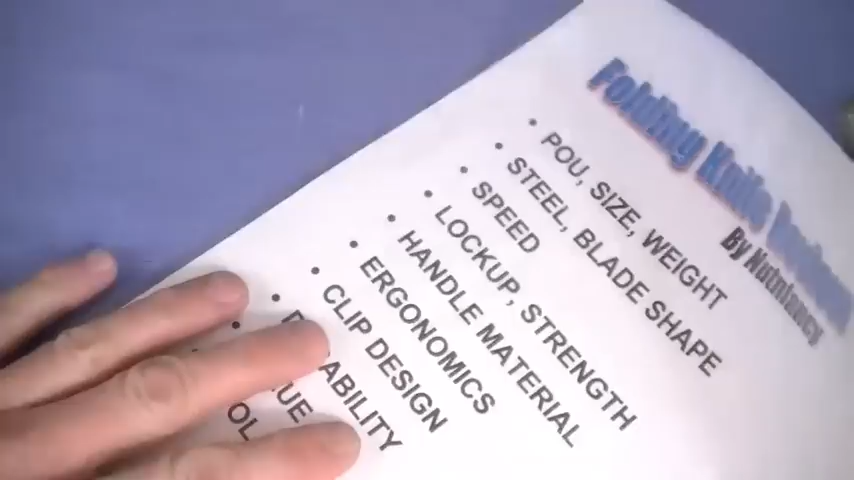 Folding Knife
By Nutnfancy
• POU, SIZE, WEIGHT
• STEEL, BLADE SHAPE
• SPEED
• LOCKUP, STRENGTH
• HANDLE MATERIAL
• ERGONOMICS
• CLIP DESIGN